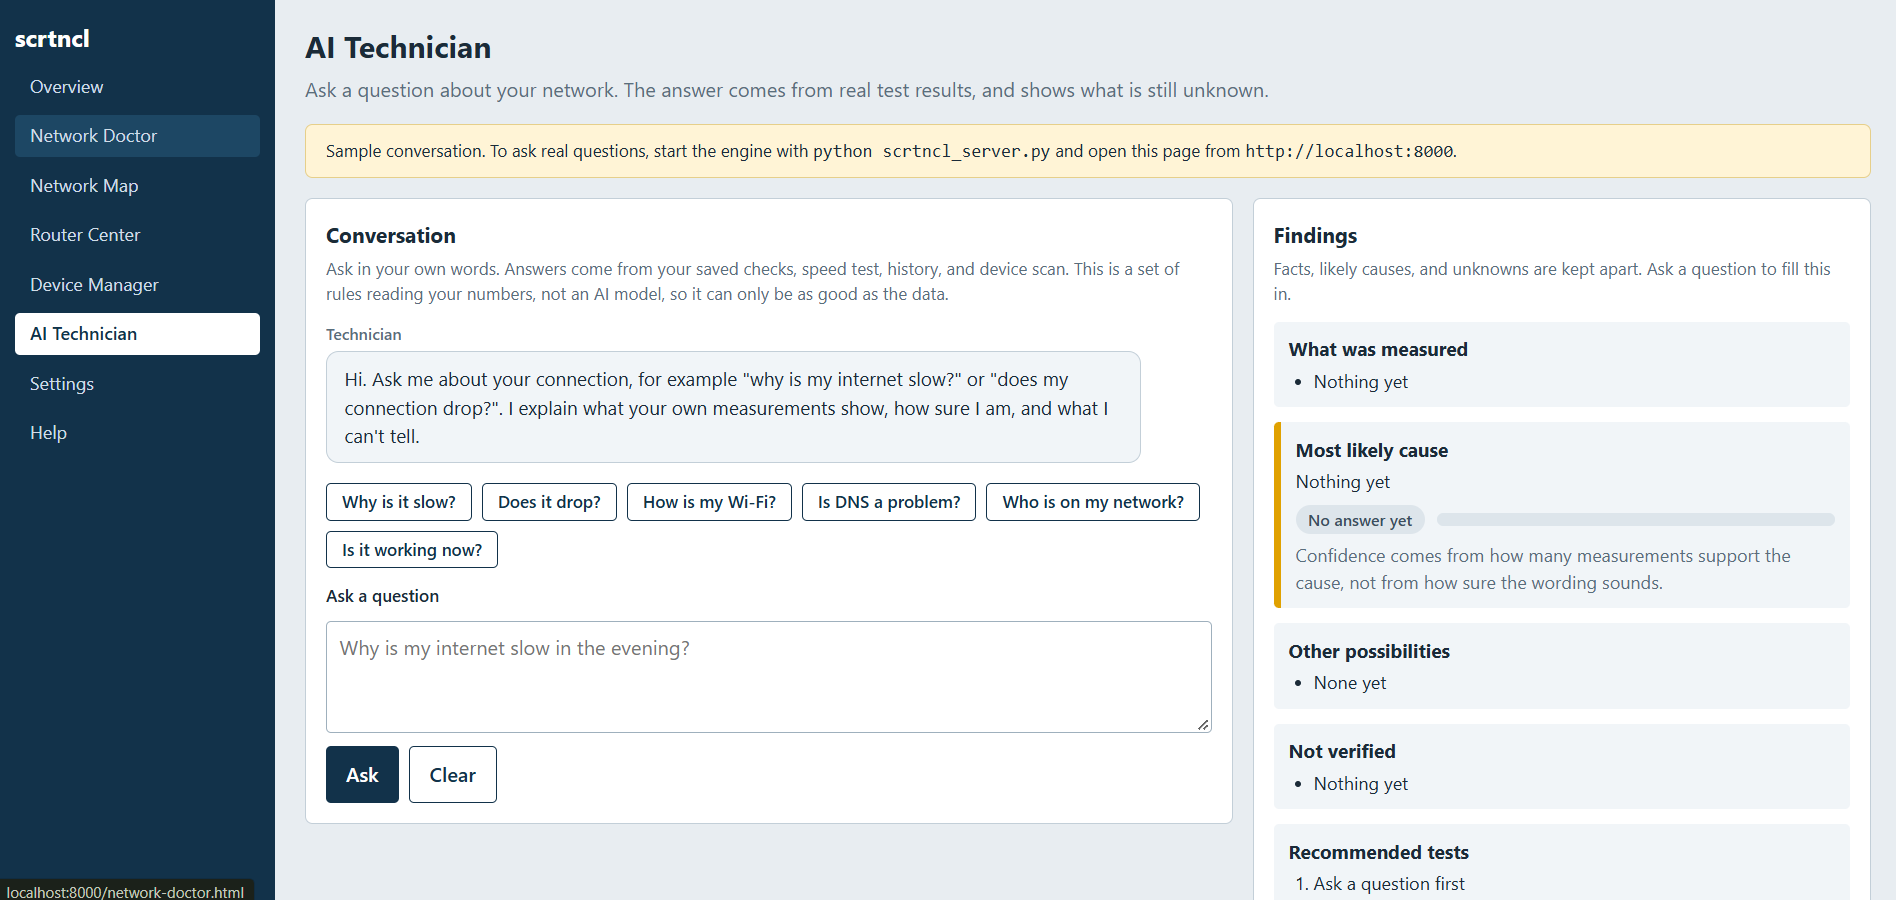 scrtncl
Overview
Network Doctor
Network Map
Router Center
Device Manager
AI Technician
Settings
Help
localhost:8000/network-doctor.html
AI Technician
Ask a question about your network. The answer comes from real test results, and shows what is still unknown.
Sample conversation. To ask real questions, start the engine with python scrtncl_server.py and open this page from http://localhost:8000.
Conversation
Ask in your own words. Answers come from your saved checks, speed test, history, and device scan. This is a set of
rules reading your numbers, not an AI model, so it can only be as good as the data.
Technician
Hi. Ask me about your connection, for example "why is my internet slow?" or "does my
connection drop?". I explain what your own measurements show, how sure I am, and what I
can't tell.
Why is it slow?
Does it drop?
How is my Wi-Fi?
Is DNS a problem?
Who is on my network?
Is it working now?
Ask a question
Why is my internet slow in the evening?
Ask
Clear
Findings
Facts, likely causes, and unknowns are kept apart. Ask a question to fill this
in.
What was measured
• Nothing yet
Most likely cause
Nothing yet
No answer yet
Confidence comes from how many measurements support the
cause, not from how sure the wording sounds.
Other possibilities
• None yet
Not verified
• Nothing yet
Recommended tests
1. Ask a question first